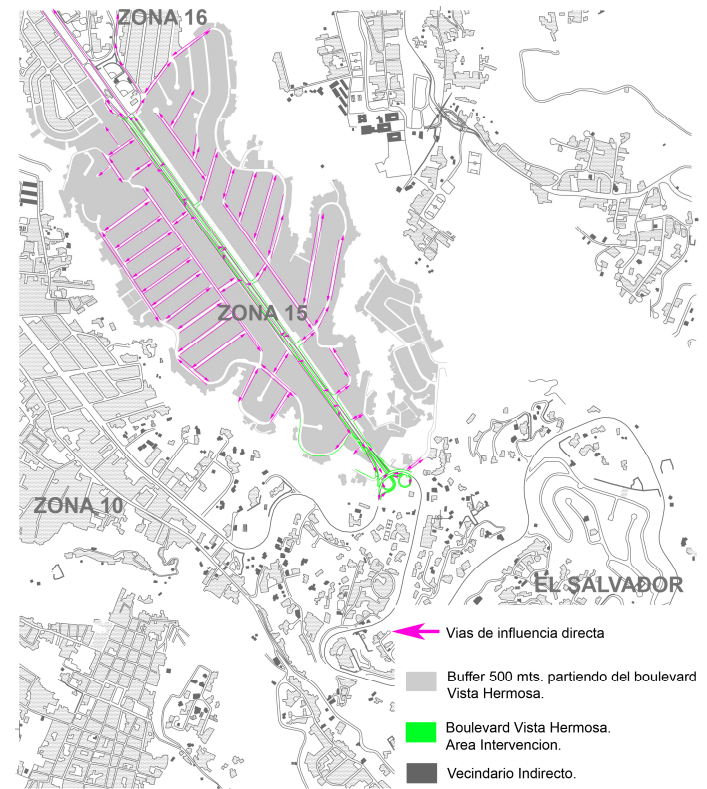 ZONA 16
ZONA 15
ZONA 10
EL SALVADOR
Vias de influencia directa
Buffer 500 mts. partiendo del boulevard
Vista Hermosa.
Boulevard Vista Hermosa.
Area Intervencion.
Vecindario Indirecto.